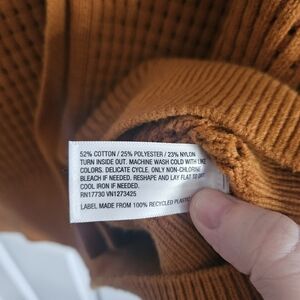 52% COTTON / 25% POLYESTER / 23% NYLON
TURN INSIDE OUT. MACHINE WASH COLD WITH LIKE
COLORS. DELICATE CYCLE. ONLY NON-CHLORINE
BLEACH IF NEEDED. RESHAPE AND LAY FLAT TO
COOL IRON IF NEEDED.
RN17730 VN1273425
LABEL MADE FROM 100% RECYCLED PLASTIC